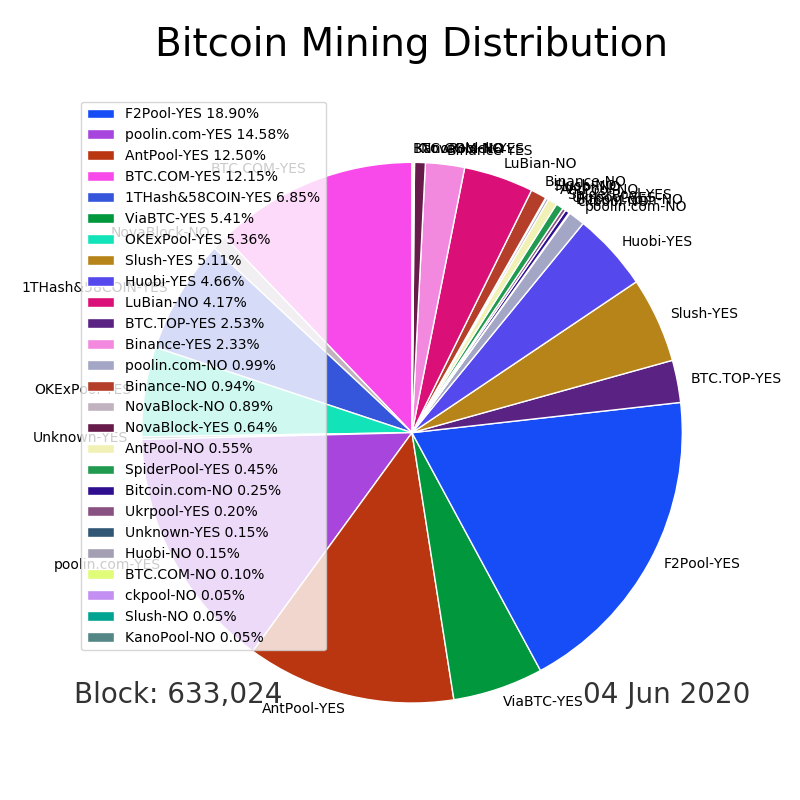 Bitcoin Mining Distribution
F2Pool-YES 18.90%
poolin.com-YES 14.58%
AntPool-YES 12.50%
BTC.COM-YES 12.15%
1THash&58COIN-YES 6.85%
ViaBTC-YES 5.41%
OKExPool-YES 5.36%
Slush-YES 5.11%
Huobi-YES 4.66%
LuBian-NO 4.17%
BTC.TOP-YES 2.53%
Binance-YES 2.33%
poolin.com-NO 0.99%
Binance-NO 0.94%
NovaBlock-NO 0.89%
NovaBlock-YES 0.64%
AntPool-NO 0.55%
SpiderPool-YES 0.45%
Bitcoin.com-NO 0.25%
Ukrpool-YES 0.20%
Unknown-YES 0.15%
Huobi-NO 0.15%
BTC.COM-NO 0.10%
ckpool-NO 0.05%
Slush-NO 0.05%
KanoPool-NO 0.05%
BTC.COM-YES
NovaBlock-NO
1THash&58COIN-YES
OKExPool-YES
Unknown-YES
poolin.com-YES
AntPool-YES
ViaBTC-YES
F2Pool-YES
BTC.TOP-YES
Slush-YES
Huobi-YES
poolin.com-NO
Binance-NO
LuBian-NO
Binance-YES
Block: 633,024
04 Jun 2020